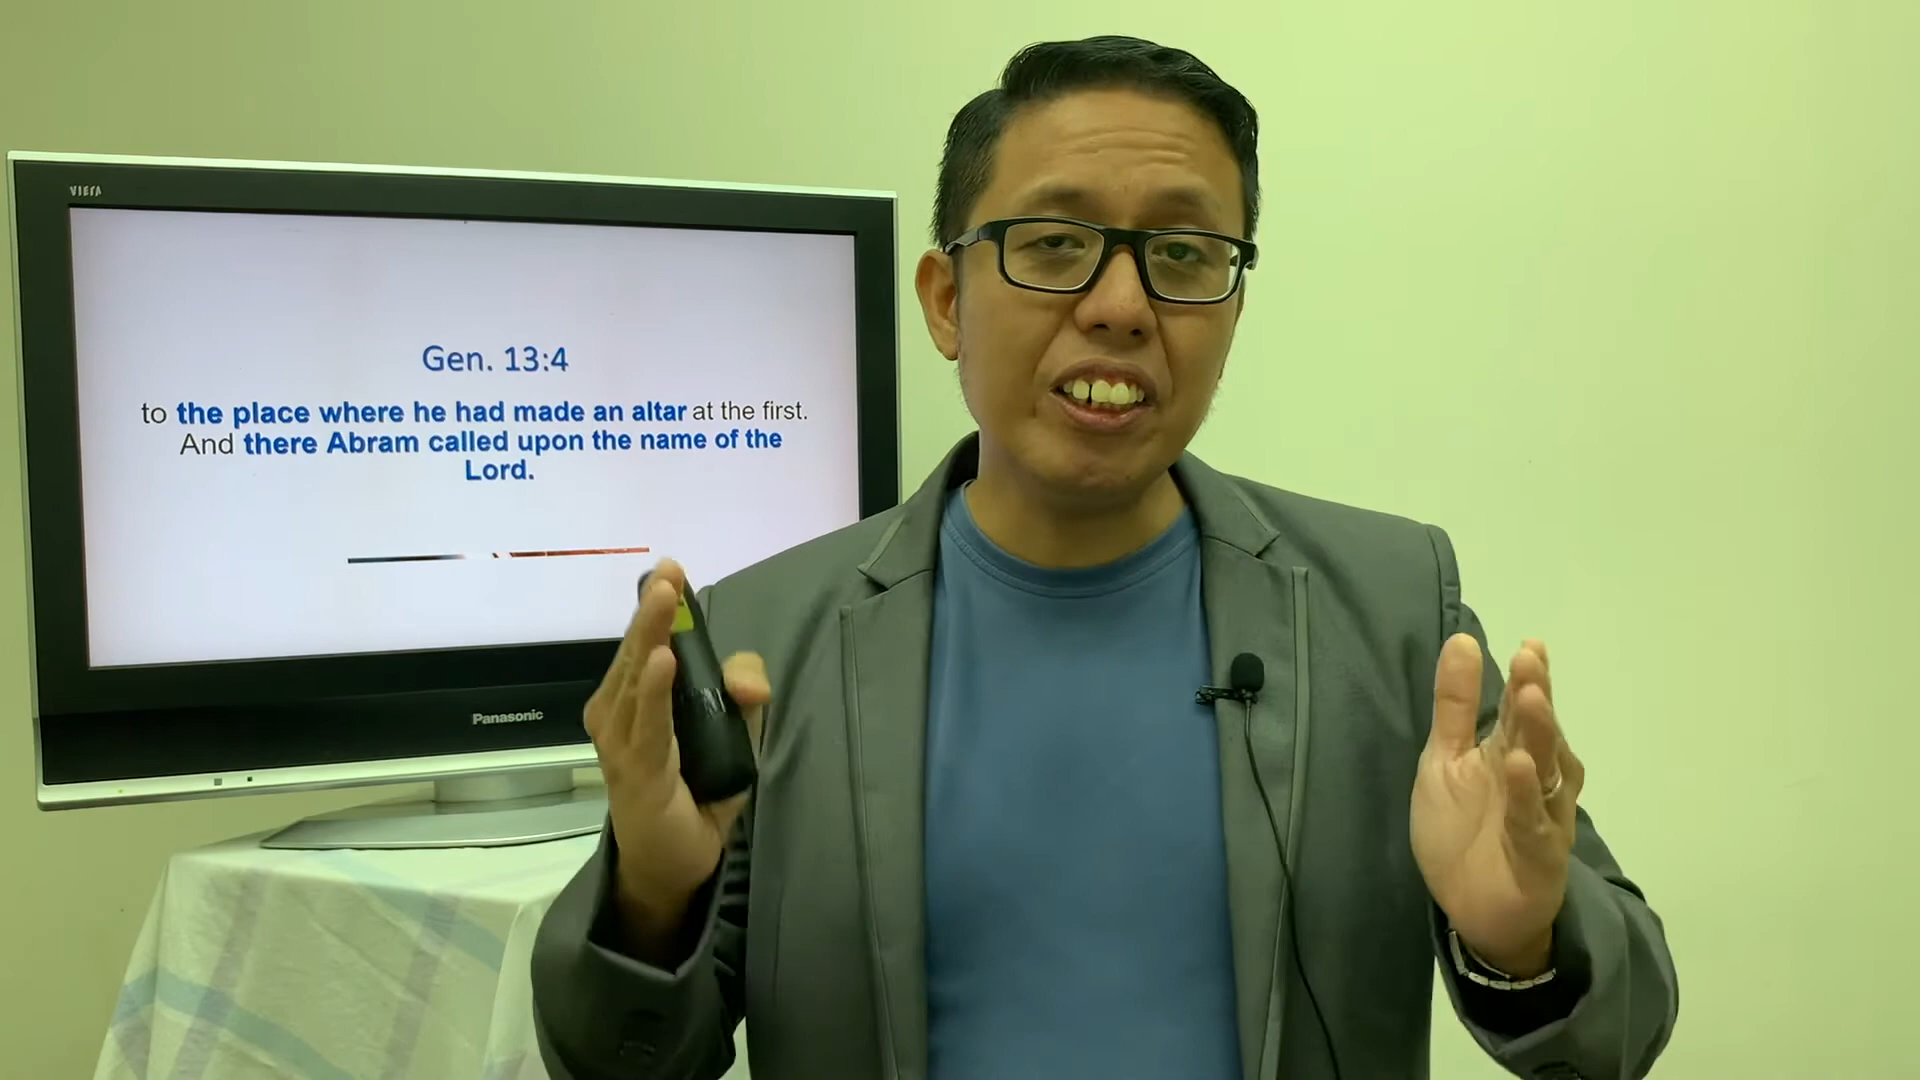 VIErA
Gen. 13:4
to the place where he had made an altar at the first.
And there Abram called upon the name of the
Lord.
Panasonic